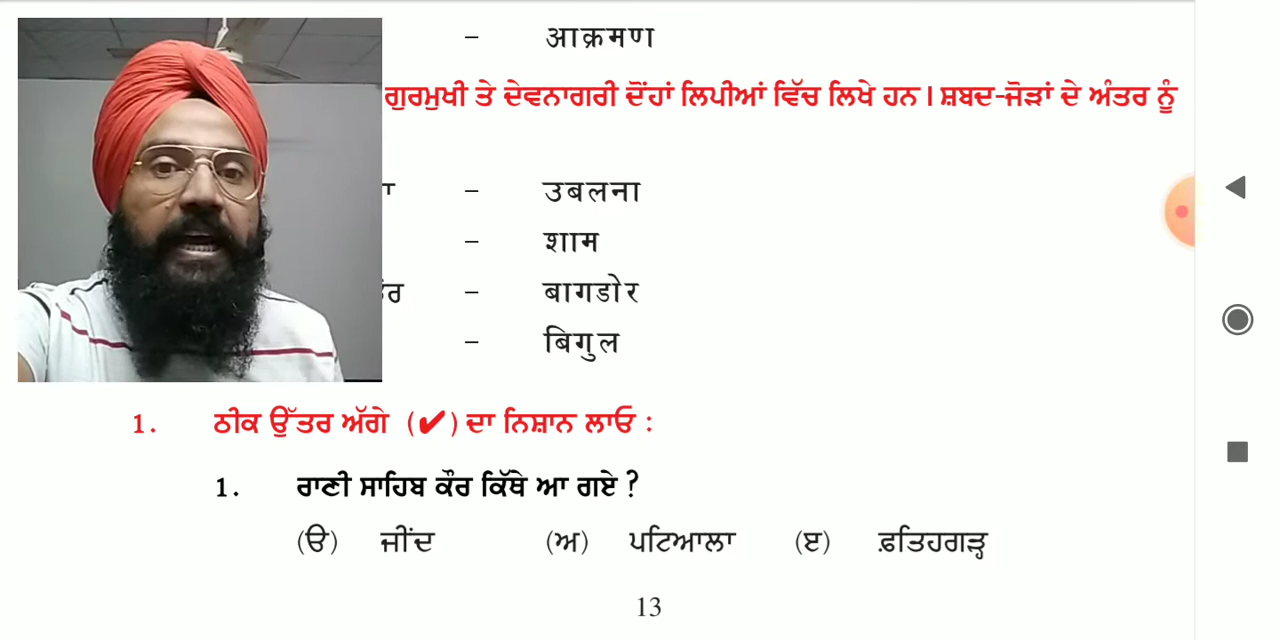 - आक्रमण
ਗੁਰਮੁਖੀ ਤੇ ਦੇਵਨਾਗਰੀ ਦੋਂਹਾਂ ਲਿਪੀਆਂ ਵਿੱਚ ਲਿਖੇ ਹਨ। ਸ਼ਬਦ-ਜੋੜਾਂ ਦੇ ਅੰਤਰ ਨੂੰ
- उबलना
- शाम
- बागडोर
- बिगुल
1. ਠੀਕ ਉੱਤਰ ਅੱਗੇ (✔) ਦਾ ਨਿਸ਼ਾਨ ਲਾਓ :
1. ਰਾਣੀ ਸਾਹਿਬ ਕੌਰ ਕਿੱਥੇ ਆ ਗਏ ?
(ੳ) ਜੀਂਦ (ਅ) ਪਟਿਆਲਾ (ੲ) ਫ਼ਤਿਹਗੜ੍ਹ
13